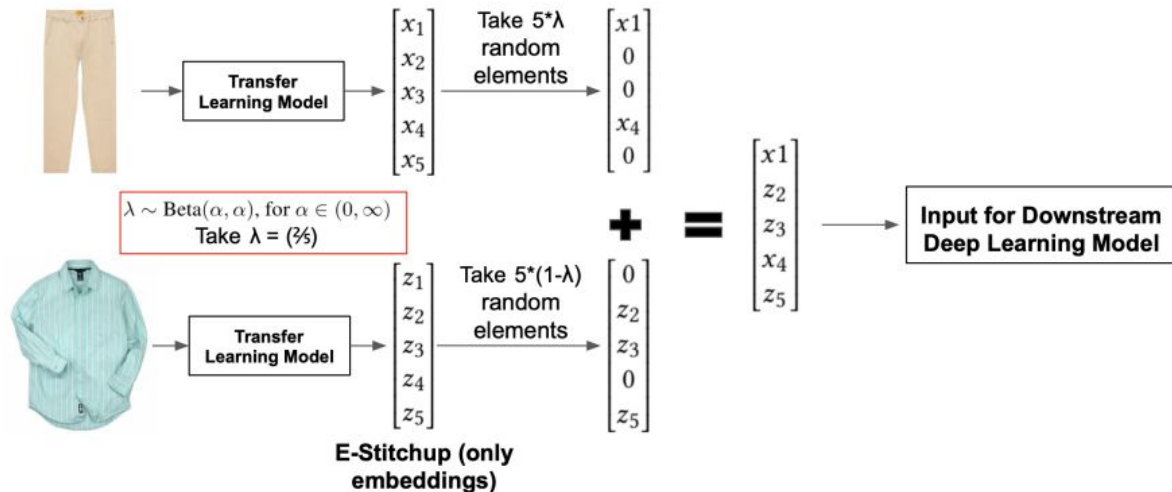 Transfer
Learning Model
x₁
x₂
x₃
x₄
x₅
Take 5*λ
random
elements
x1
0
0
x₄
0
λ ∼ Beta(α, α), for α ∈ (0, ∞)
Take λ = (⅖)
+
=
x1
z₂
z₃
x₄
z₅
Input for Downstream
Deep Learning Model
Transfer
Learning Model
z₁
z₂
z₃
z₄
z₅
Take 5*(1-λ)
random
elements
0
z₂
z₃
0
z₅
E-Stitchup (only
embeddings)